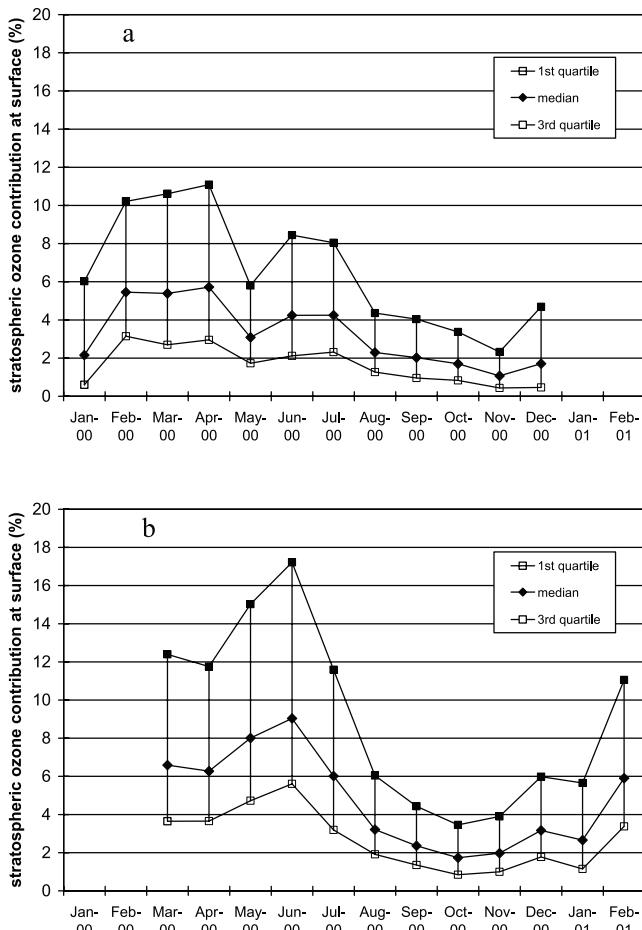 a
stratospheric ozone contribution at surface (%)
20
18
16
14
12
10
8
6
4
2
0
1st quartile
median
3rd quartile
Jan- Feb- Mar- Apr- May- Jun- Jul- Aug- Sep- Oct- Nov- Dec- Jan- Feb-
00 00 00 00 00 00 00 00 00 00 00 00 01 01
b
stratospheric ozone contribution at surface (%)
20
18
16
14
12
10
8
6
4
2
0
1st quartile
median
3rd quartile
Jan- Feb- Mar- Apr- May- Jun- Jul- Aug- Sep- Oct- Nov- Dec- Jan- Feb-
00 00 00 00 00 00 00 00 00 00 00 00 01 01